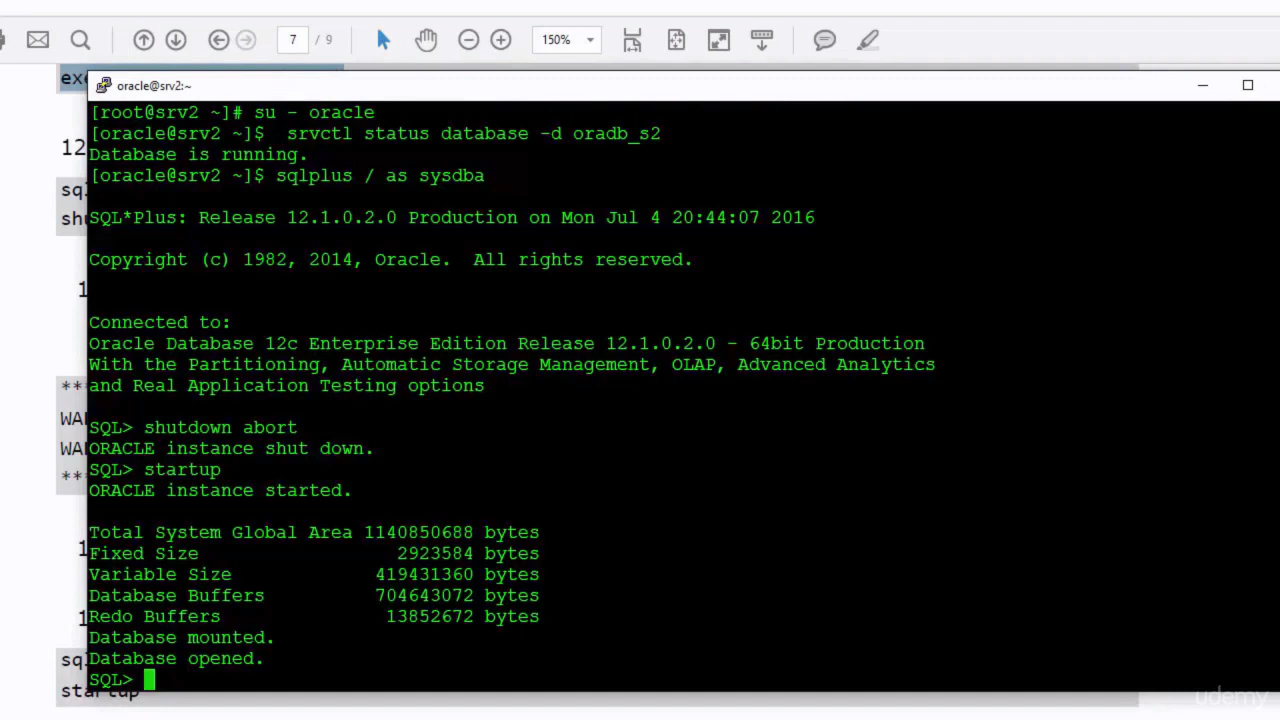 7 / 9
150%
exe
oracle@srv2:~
[root@srv2 ~]# su - oracle
[oracle@srv2 ~]$  srvctl status database -d oradb_s2
Database is running.
[oracle@srv2 ~]$ sqlplus / as sysdba
SQL*Plus: Release 12.1.0.2.0 Production on Mon Jul 4 20:44:07 2016
Copyright (c) 1982, 2014, Oracle.  All rights reserved.
Connected to:
Oracle Database 12c Enterprise Edition Release 12.1.0.2.0 - 64bit Production
With the Partitioning, Automatic Storage Management, OLAP, Advanced Analytics
and Real Application Testing options
SQL> shutdown abort
ORACLE instance shut down.
SQL> startup
ORACLE instance started.
Total System Global Area 1140850688 bytes
Fixed Size                  2923584 bytes
Variable Size             419431360 bytes
Database Buffers          704643072 bytes
Redo Buffers               13852672 bytes
Database mounted.
Database opened.
SQL>
startup
udemy